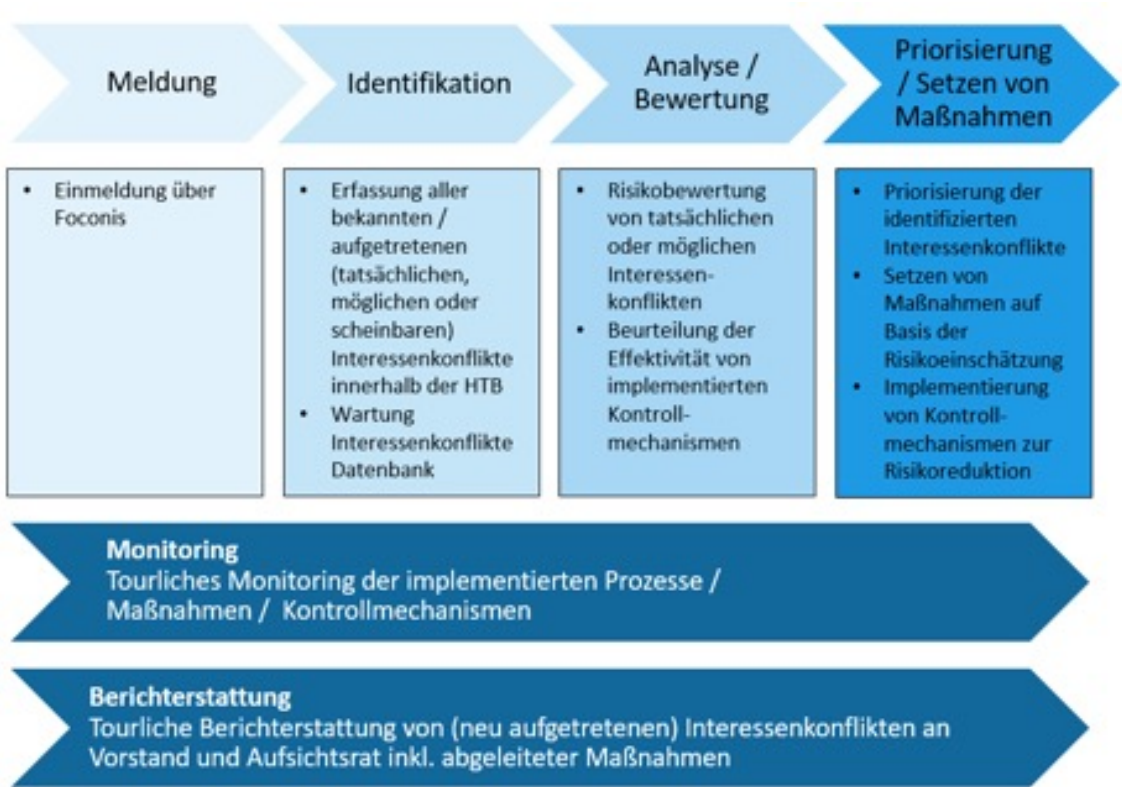 Meldung
Identifikation
Analyse /
Bewertung
Priorisierung
/ Setzen von
Maßnahmen
• Einmeldung über
Foconis
• Erfassung aller
bekannten /
aufgetretenen
(tatsächlichen,
möglichen oder
scheinbaren)
Interessenkonflikte
innerhalb der HTB
• Wartung
Interessenkonflikte
Datenbank
• Risikobewertung
von tatsächlichen
oder möglichen
Interessen-
konflikten
• Beurteilung der
Effektivität von
implementierten
Kontroll-
mechanismen
• Priorisierung der
identifizierten
Interessenkonflikte
• Setzen von
Maßnahmen auf
Basis der
Risikoeinschätzung
• Implementierung
von Kontroll-
mechanismen zur
Risikoreduktion
Monitoring
Tourliches Monitoring der implementierten Prozesse /
Maßnahmen / Kontrollmechanismen
Berichterstattung
Tourliche Berichterstattung von (neu aufgetretenen) Interessenkonflikten an
Vorstand und Aufsichtsrat inkl. abgeleiteter Maßnahmen